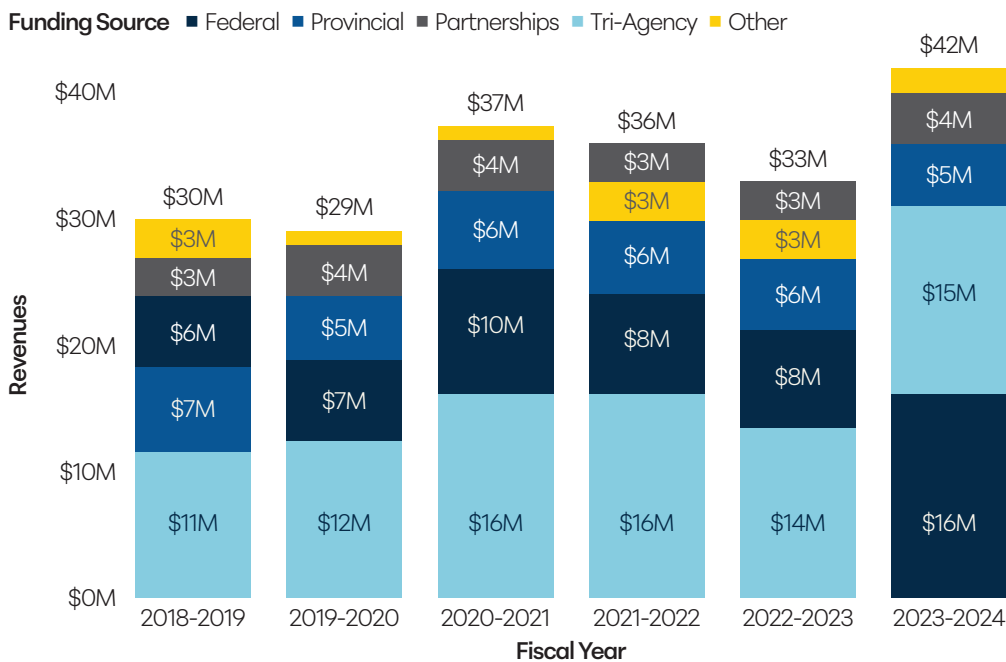 Funding Source Federal Provincial Partnerships Tri-Agency Other
$42M
$40M
$37M
$36M
$4M
$33M
$4M
$3M
$5M
$30M
$30M
$29M
$3M
$3M
$3M
$6M
$3M
$3M
$4M
$6M
$6M
$15M
$6M
$5M
$10M
$8M
$20M
$8M
$7M
$7M
$10M
$11M
$12M
$16M
$16M
$14M
$16M
$0M
2018-2019
2019-2020
2020-2021
2021-2022
2022-2023
2023-2024
Revenues
Fiscal Year